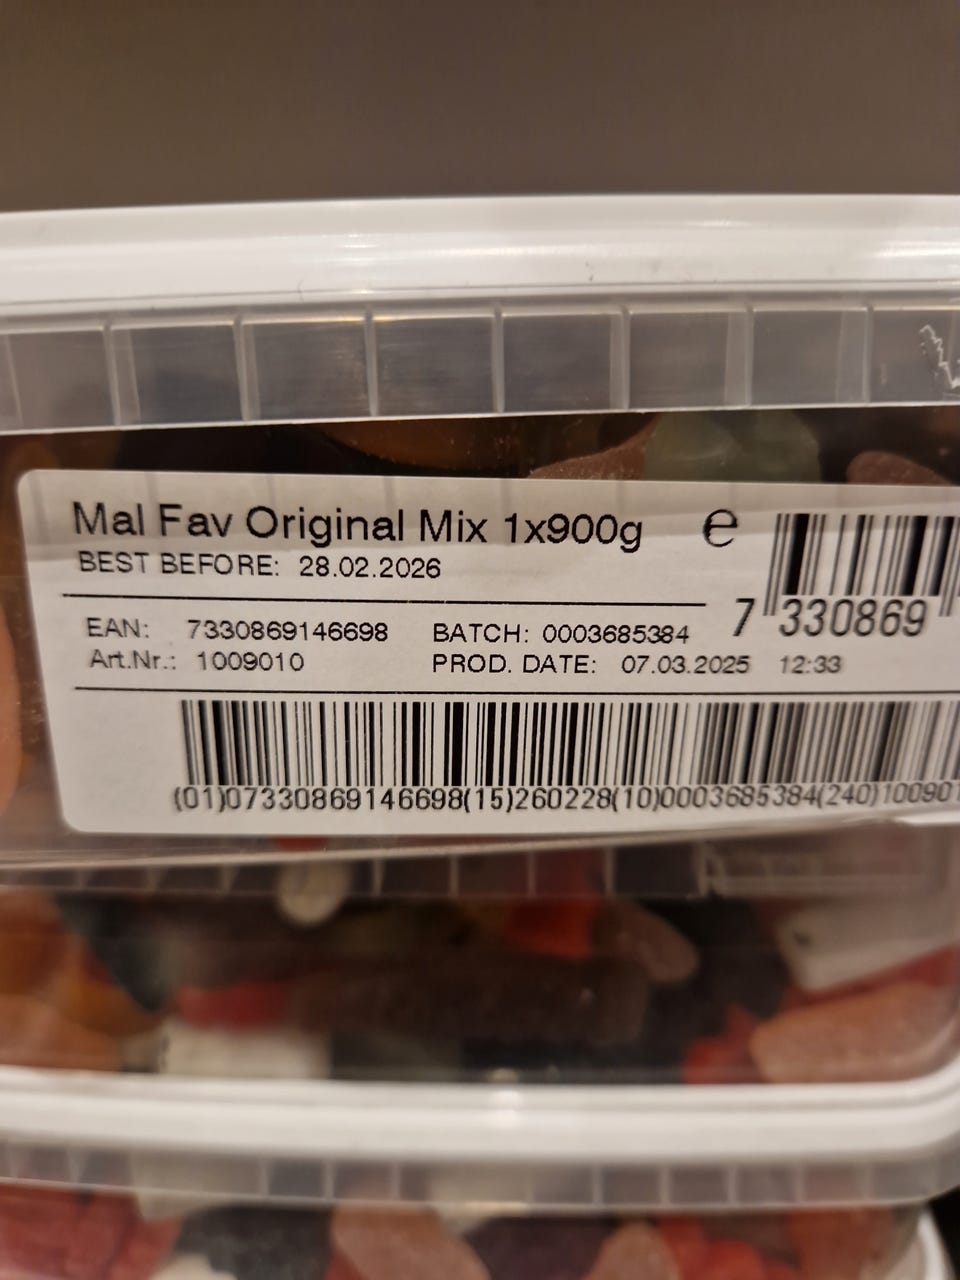 Mal Fav Original Mix 1x900g e
BEST BEFORE: 28.02.2026
EAN: 7330869146698 BATCH: 0003685384
Art.Nr.: 1009010 PROD. DATE: 07.03.2025 12:33
7 330869
(01)07330869146698(15)260228(10)0003685384(240)100901